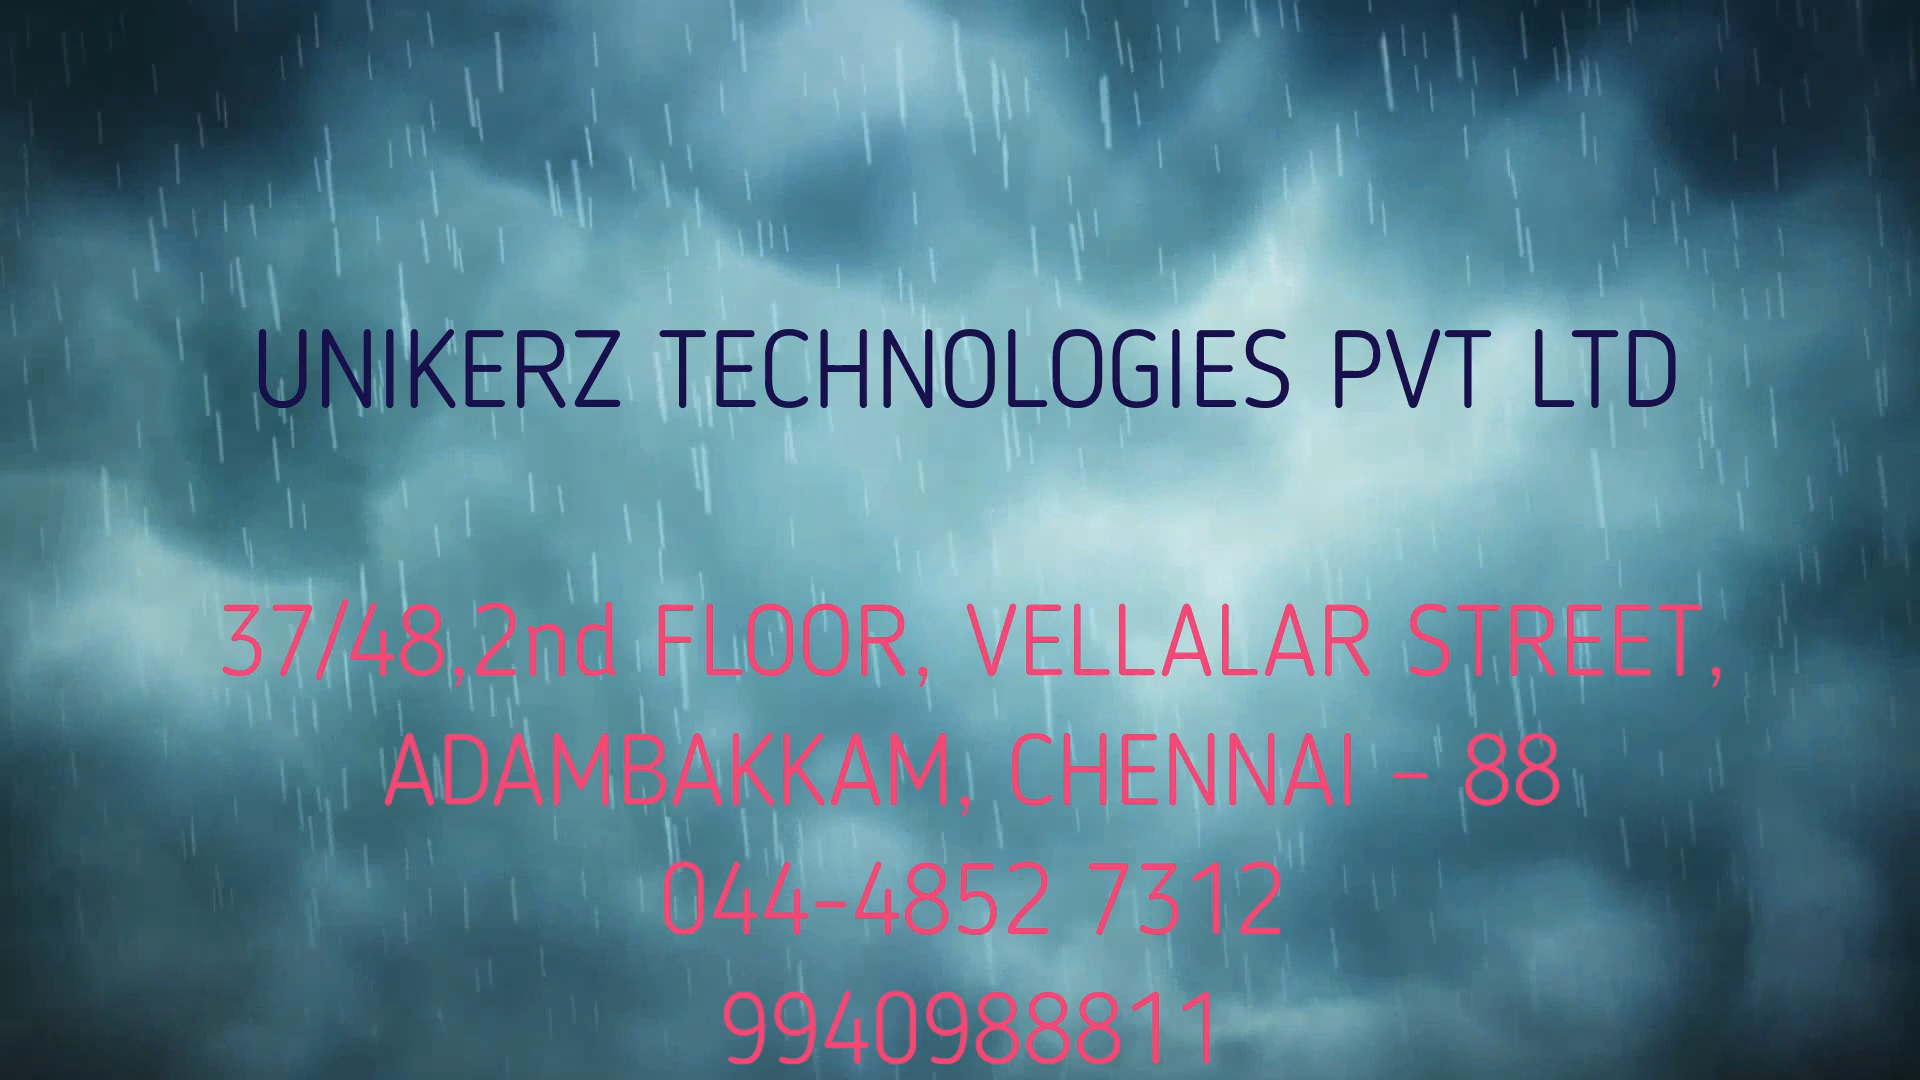 UNIKERZ TECHNOLOGIES PVT LTD
37/48,2nd FLOOR, VELLALAR STREET,
ADAMBAKKAM, CHENNAI - 88
044-4852 7312
9940988811